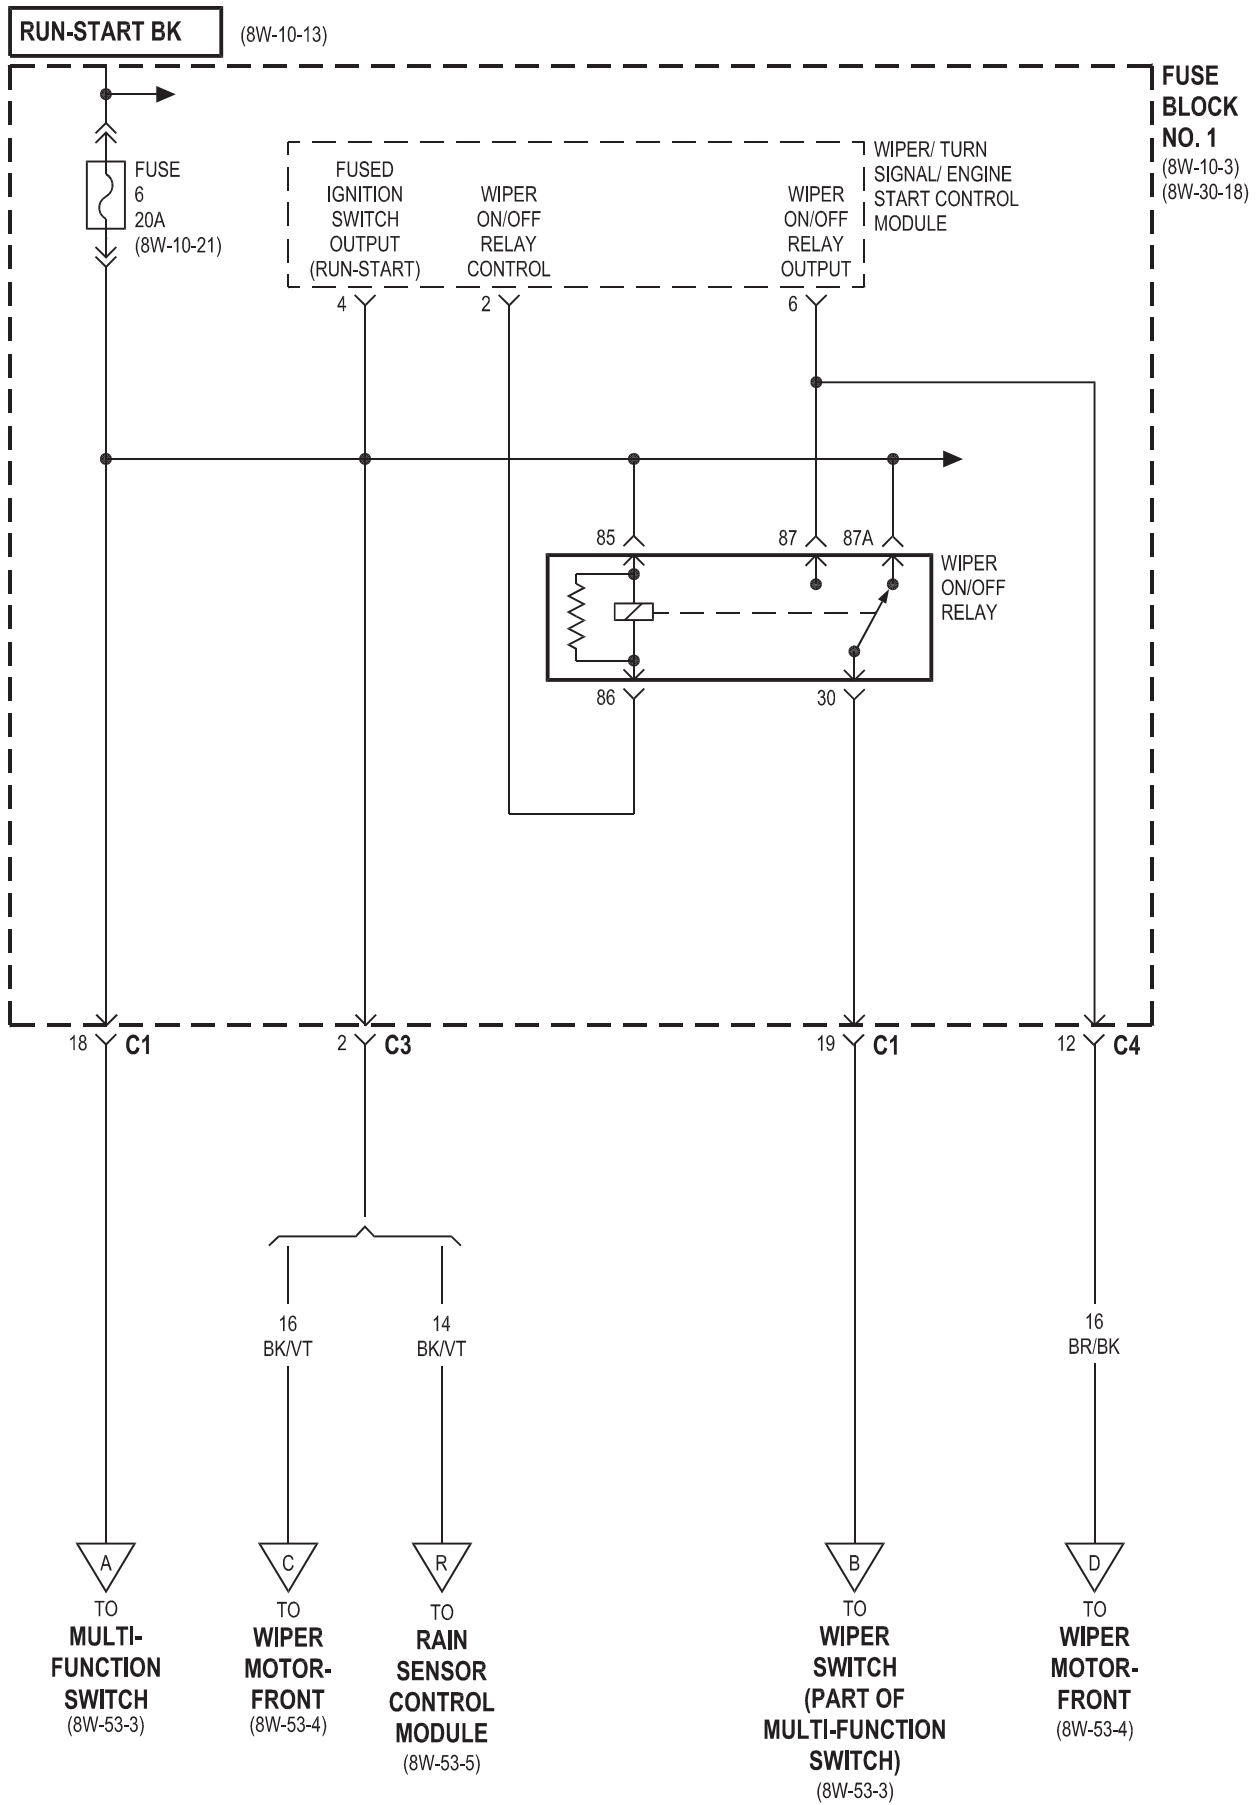 RUN-START BK
(8W-10-13)
FUSE
BLOCK
NO. 1
(8W-10-3)
(8W-30-18)
FUSE
6
20A
(8W-10-21)
FUSED
IGNITION
SWITCH
OUTPUT
(RUN-START)
WIPER
ON/OFF
RELAY
CONTROL
WIPER
ON/OFF
RELAY
OUTPUT
WIPER/ TURN
SIGNAL/ ENGINE
START CONTROL
MODULE
4
2
6
85
87
87A
WIPER
ON/OFF
RELAY
86
30
18 C1
2 C3
19 C1
12 C4
16
BK/VT
14
BK/VT
16
BR/BK
A
TO
MULTI-
FUNCTION
SWITCH
(8W-53-3)
C
TO
WIPER
MOTOR-
FRONT
(8W-53-4)
R
TO
RAIN
SENSOR
CONTROL
MODULE
(8W-53-5)
B
TO
WIPER
SWITCH
(PART OF
MULTI-FUNCTION
SWITCH)
(8W-53-3)
D
TO
WIPER
MOTOR-
FRONT
(8W-53-4)